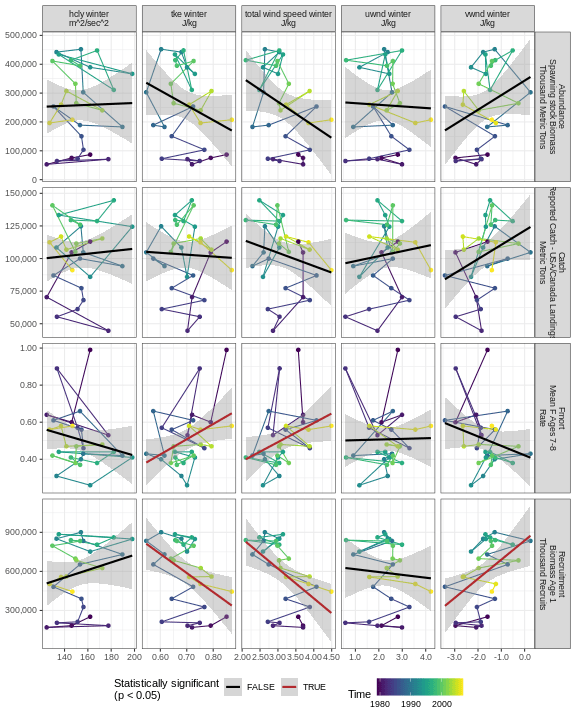 hcly winter
m^2/sec^2
tke winter
J/kg
total wind speed winter
J/kg
uwnd winter
J/kg
vwnd winter
J/kg
500,000
400,000
300,000
200,000
100,000
0
Abundance
Spawning stock Biomass
Thousand Metric Tons
150,000
125,000
100,000
75,000
50,000
Catch
Reported Catch - USA/Canada Landings
Metric Tons
1.00
0.80
0.60
0.40
Fmort
Mean F Ages 7-8
Rate
900,000
600,000
300,000
Recruitment
Biomass Age 1
Thousand Recruits
140 160 180 200
0.60 0.70 0.80
2.00 2.50 3.00 3.50 4.00 4.50
1.0 2.0 3.0 4.0
-3.0 -2.0 -1.0 0.0
Statistically significant
(p < 0.05)
FALSE
TRUE
Time
1980 1990 2000